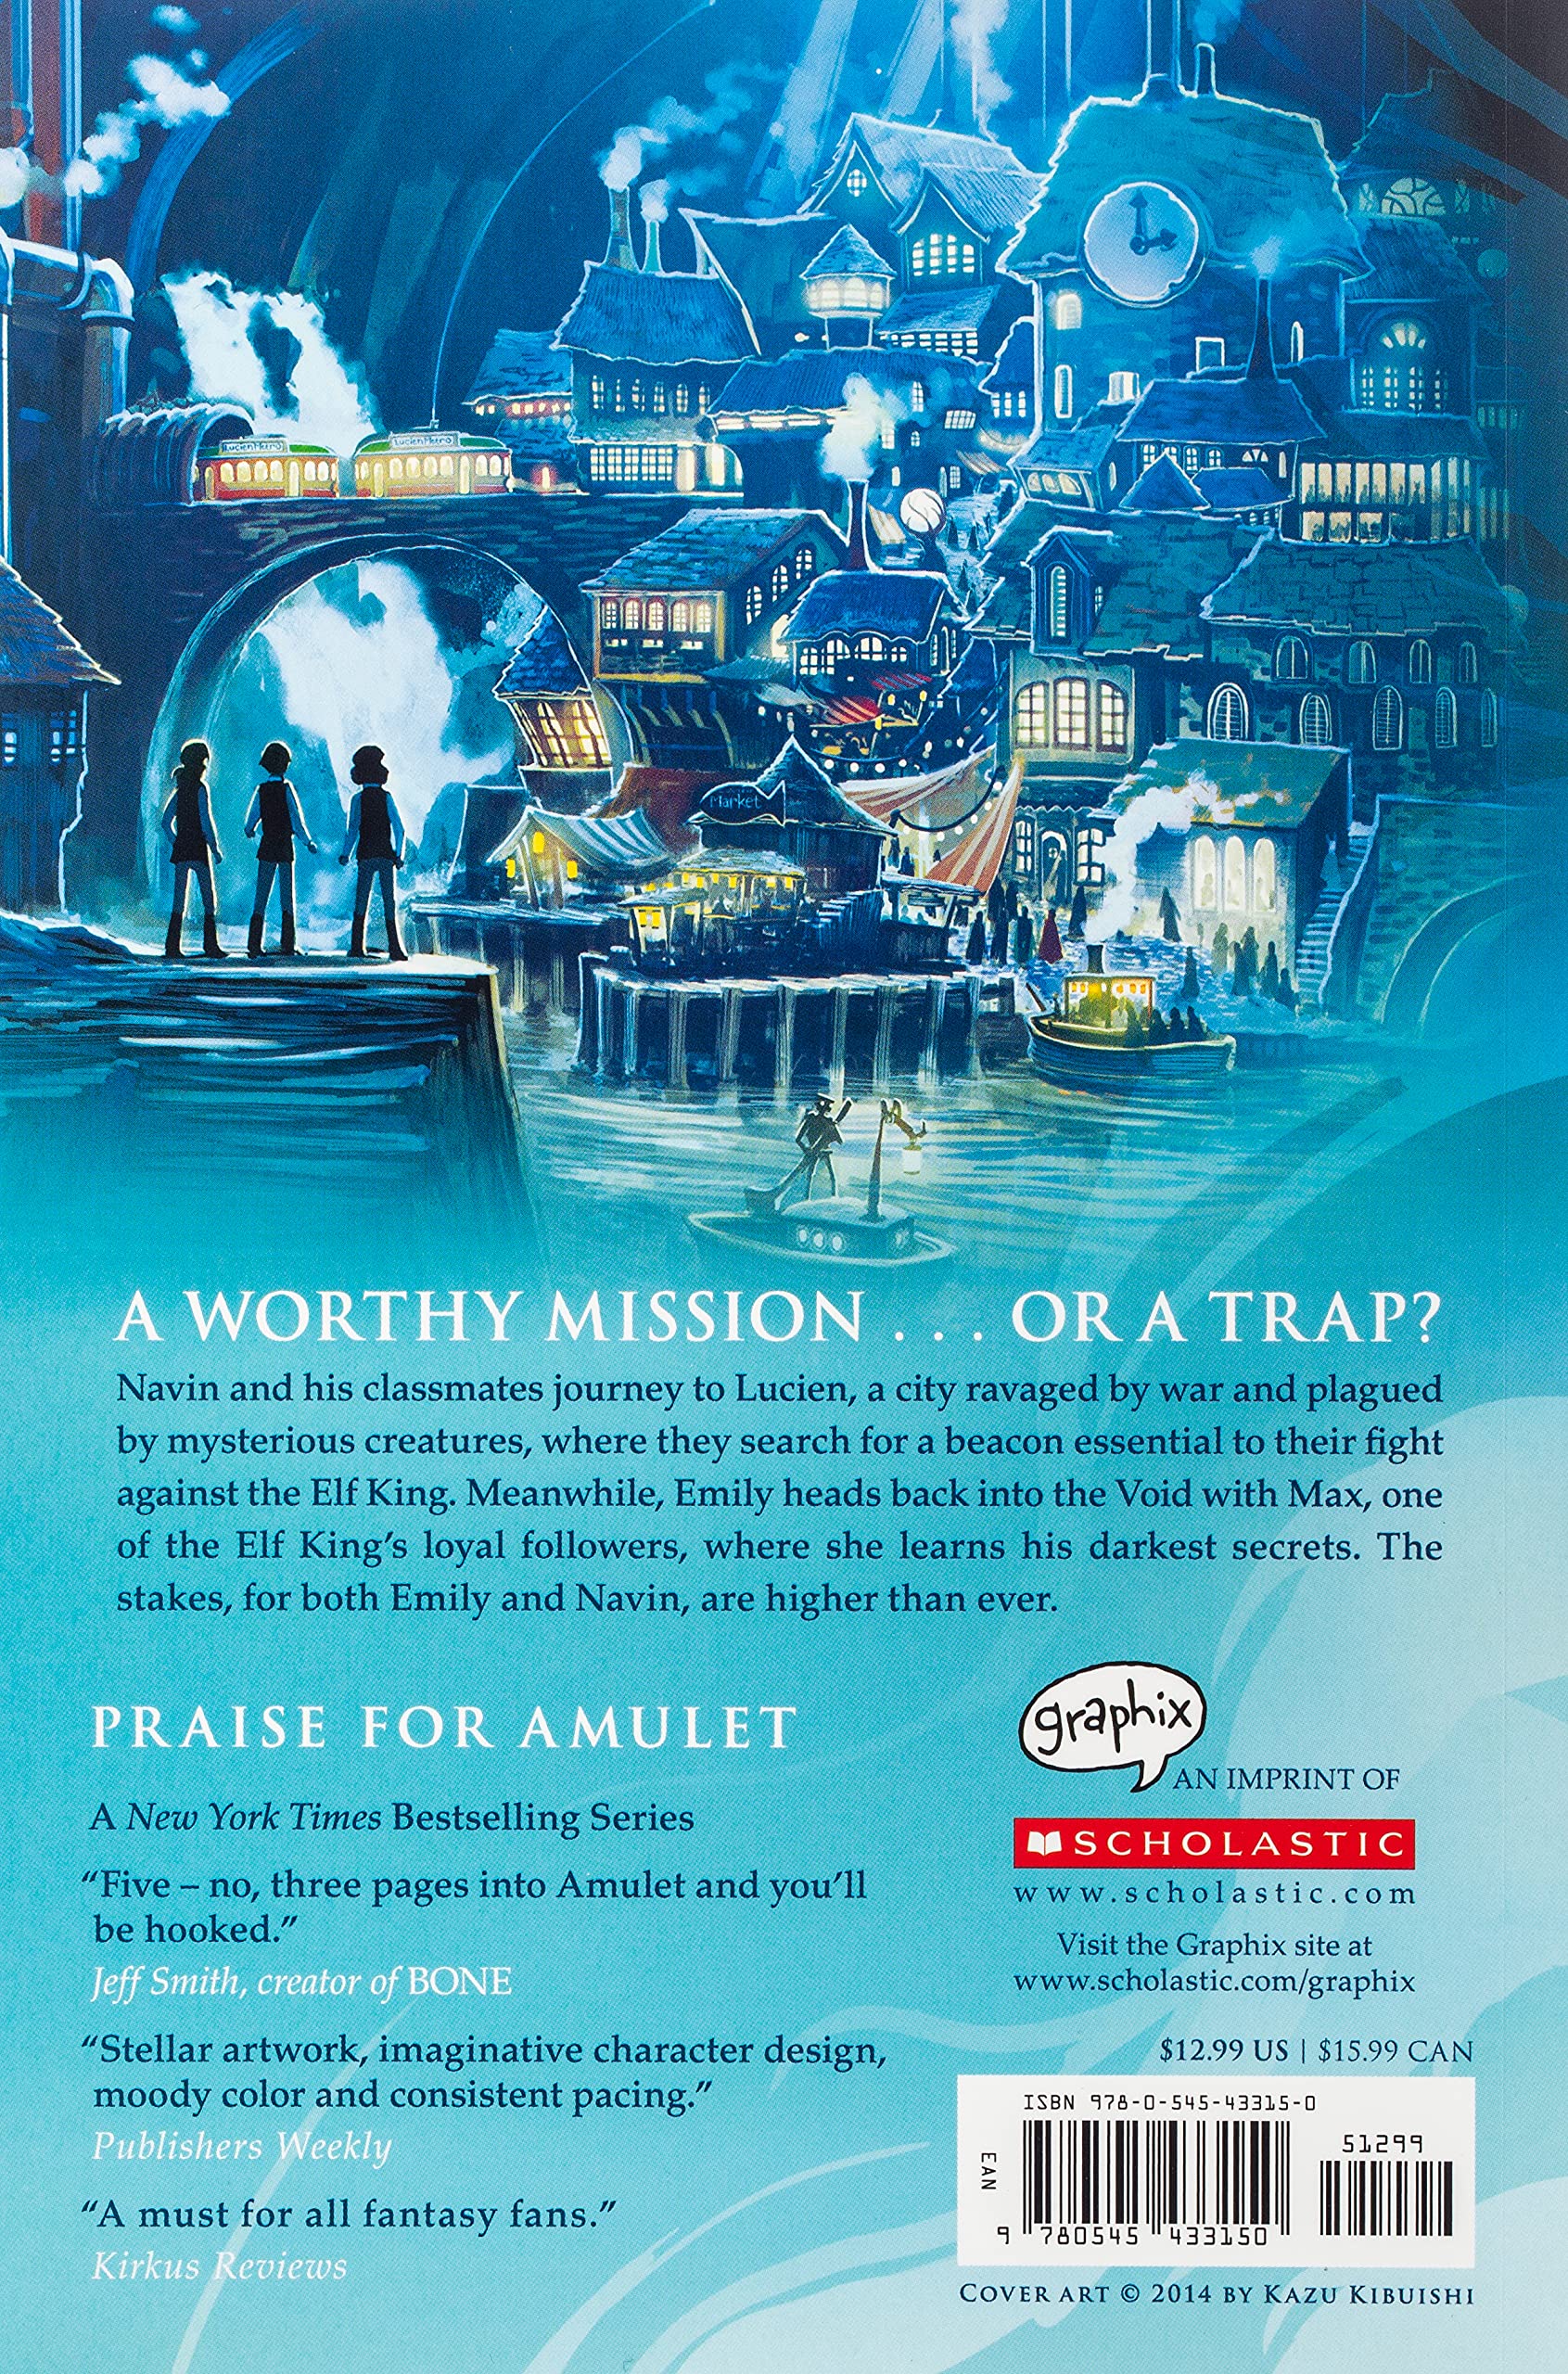 Lucien Metro
Lucien Metro
Market
A WORTHY MISSION . . . OR A TRAP?
Navin and his classmates journey to Lucien, a city ravaged by war and plagued
by mysterious creatures, where they search for a beacon essential to their fight
against the Elf King. Meanwhile, Emily heads back into the Void with Max, one
of the Elf King’s loyal followers, where she learns his darkest secrets. The
stakes, for both Emily and Navin, are higher than ever.
PRAISE FOR AMULET
A New York Times Bestselling Series
“Five – no, three pages into Amulet and you’ll
be hooked.”
Jeff Smith, creator of BONE
“Stellar artwork, imaginative character design,
moody color and consistent pacing.”
Publishers Weekly
“A must for all fantasy fans.”
Kirkus Reviews
graphix
AN IMPRINT OF
SCHOLASTIC
www.scholastic.com
Visit the Graphix site at
www.scholastic.com/graphix
$12.99 US | $15.99 CAN
ISBN 978-0-545-43315-0
51299
EAN
9 780545 433150
COVER ART © 2014 BY KAZU KIBUISHI